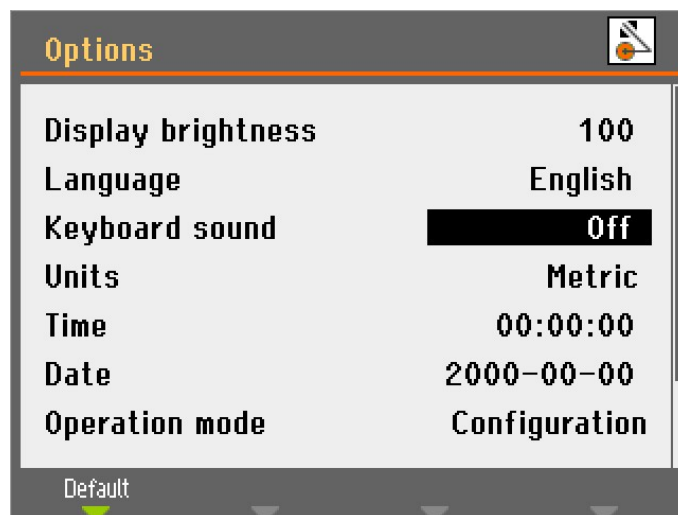 Options
Display brightness 100
Language English
Keyboard sound Off
Units Metric
Time 00:00:00
Date 2000-00-00
Operation mode Configuration
Default